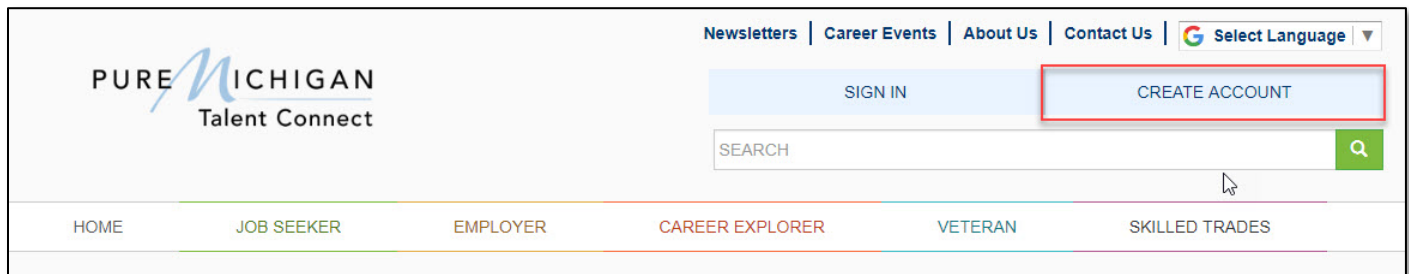 Newsletters | Career Events | About Us | Contact Us | G Select Language | ▼
PURE MICHIGAN
Talent Connect
SIGN IN CREATE ACCOUNT
SEARCH
HOME JOB SEEKER EMPLOYER CAREER EXPLORER VETERAN SKILLED TRADES